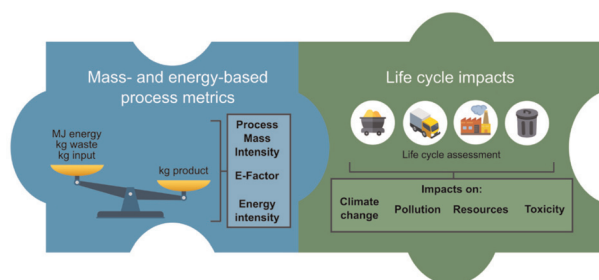 Mass- and energy-based
process metrics
MJ energy
kg waste
kg input
kg product
Process
Mass
Intensity
E-Factor
Energy
intensity
Life cycle impacts
Life cycle assessment
Impacts on:
Climate
change
Pollution
Resources
Toxicity